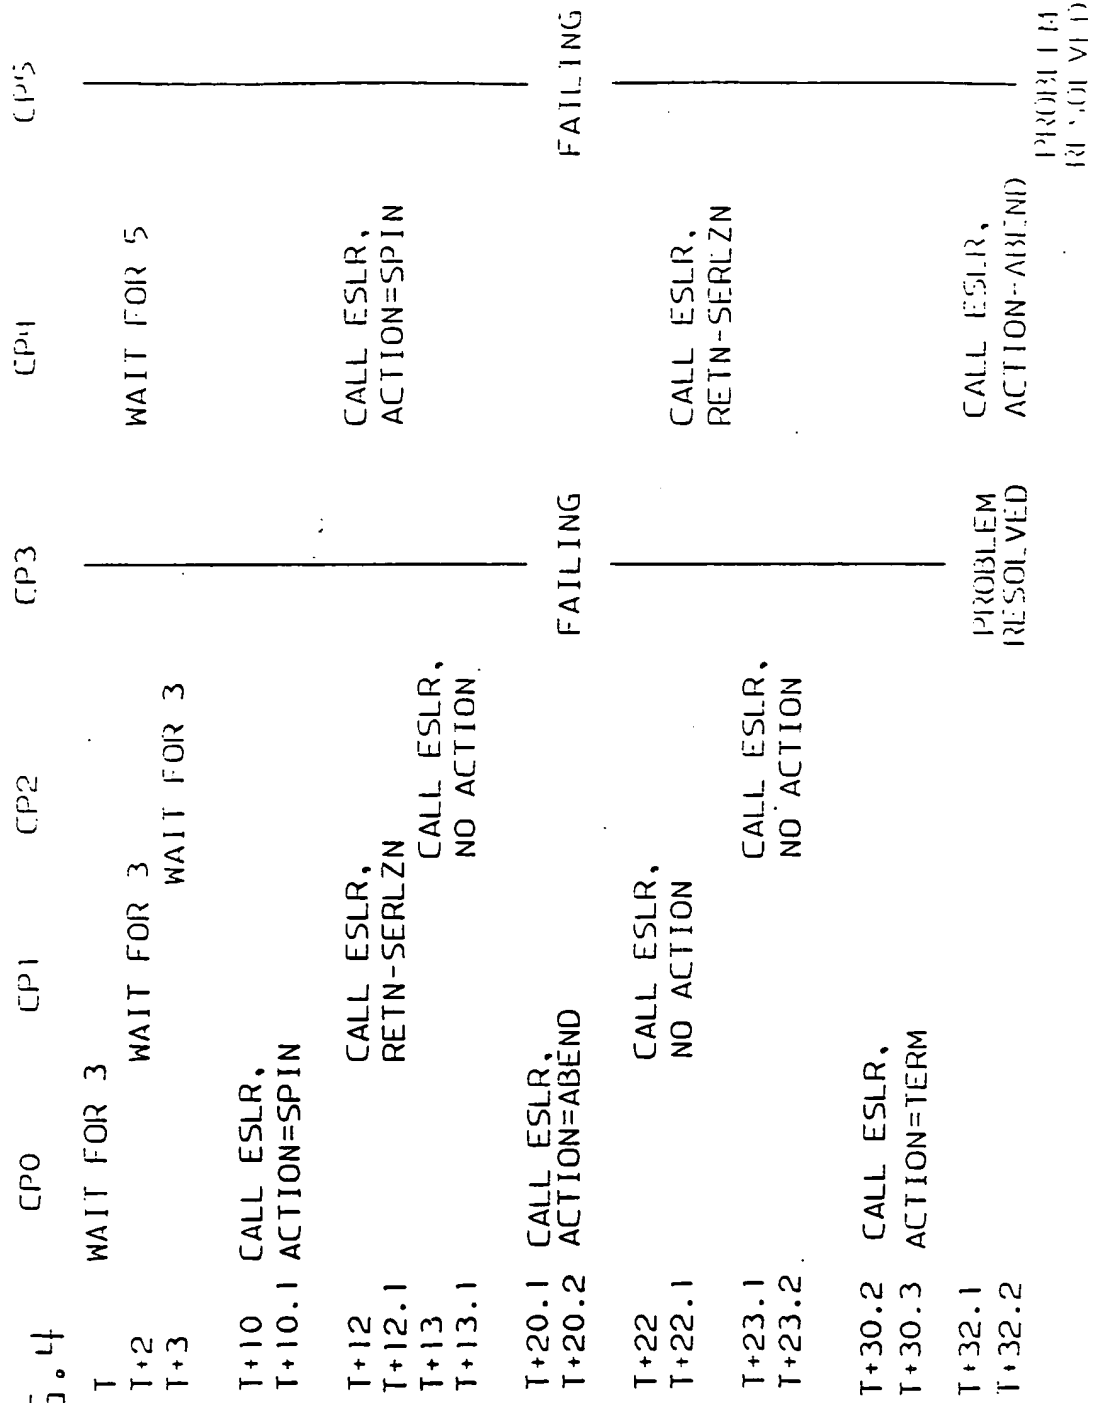 .4 CP0 CP1 CP2 CP3 CP4 CP5
T WAIT FOR 3
T+2 WAIT FOR 3 WAIT FOR 5
T+3 WAIT FOR 3
T+10 CALL ESLR,
T+10.1 ACTION=SPIN
T+12 CALL ESLR, CALL ESLR,
T+12.1 RETN-SERLZN ACTION=SPIN
T+13 CALL ESLR,
T+13.1 NO ACTION
T+20.1 CALL ESLR,
T+20.2 ACTION=ABEND FAILING FAILING
T+22 CALL ESLR,
T+22.1 NO ACTION CALL ESLR,
RETN-SERLZN
T+23.1 CALL ESLR,
T+23.2 NO ACTION
T+30.2 CALL ESLR,
T+30.3 ACTION=TERM
T+32.1 PROBLEM CALL ESLR,
T+32.2 RESOLVED ACTION-ABEND
PROBLEM
RESOLVED